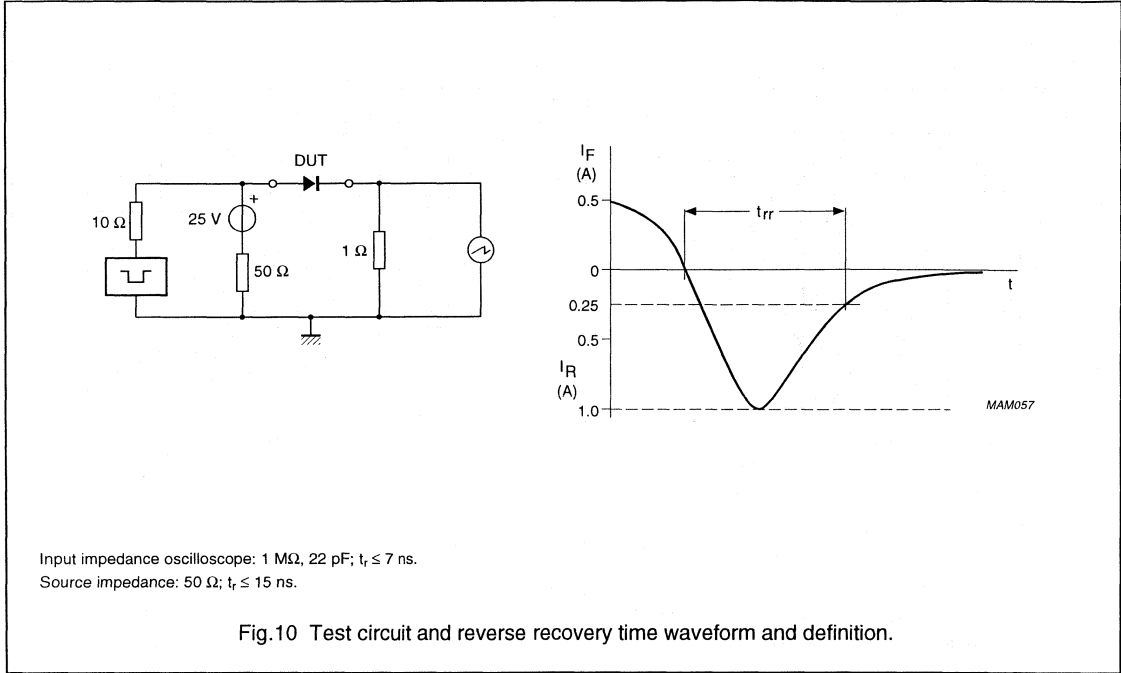 DUT
10 Ω
25 V
+
50 Ω
1 Ω
I_F
(A)
0.5
t_rr
0
t
0.25
0.5
I_R
(A)
1.0
MAM057
Input impedance oscilloscope: 1 MΩ, 22 pF; t_r ≤ 7 ns.
Source impedance: 50 Ω; t_r ≤ 15 ns.
Fig.10 Test circuit and reverse recovery time waveform and definition.